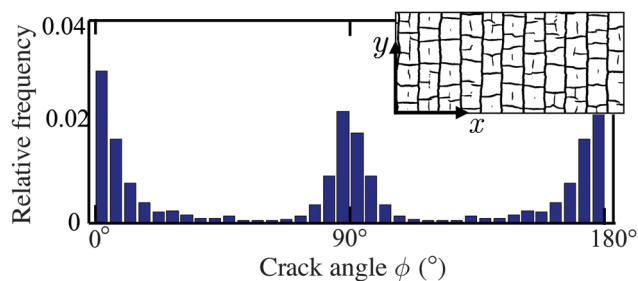 0.04
0.02
0
Relative frequency
y
x
0° 90° 180°
Crack angle ϕ (°)